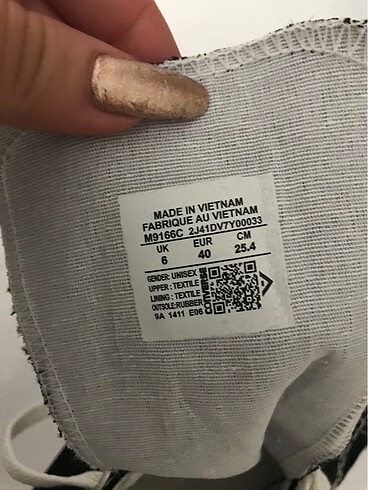 MADE IN VIETNAM
FABRIQUE AU VIETNAM
M9166C 2J41DV7Y00033
UK EUR CM
6 40 25.4
GENDER: UNISEX
UPPER : TEXTILE
LINING : TEXTILE
OUTSOLE:RUBBER
9A 1411 E06
CONVERSE